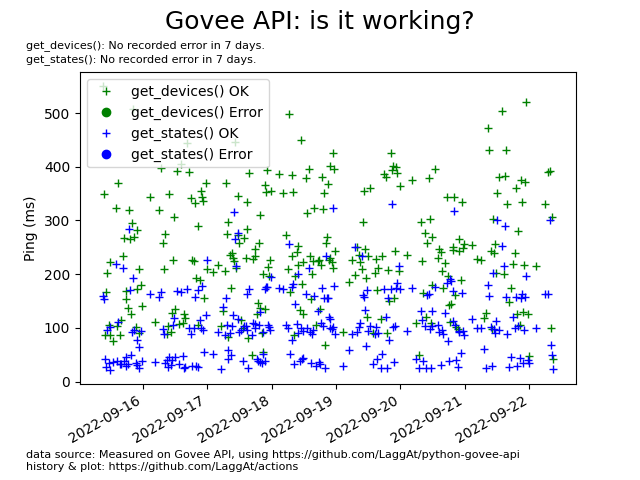 Govee API: is it working?
get_devices(): No recorded error in 7 days.
get_states(): No recorded error in 7 days.
get_devices() OK
get_devices() Error
get_states() OK
get_states() Error
Ping (ms)
500
400
300
200
100
0
2022-09-16
2022-09-17
2022-09-18
2022-09-19
2022-09-20
2022-09-21
2022-09-22
data source: Measured on Govee API, using https://github.com/LaggAt/python-govee-api
history & plot: https://github.com/LaggAt/actions